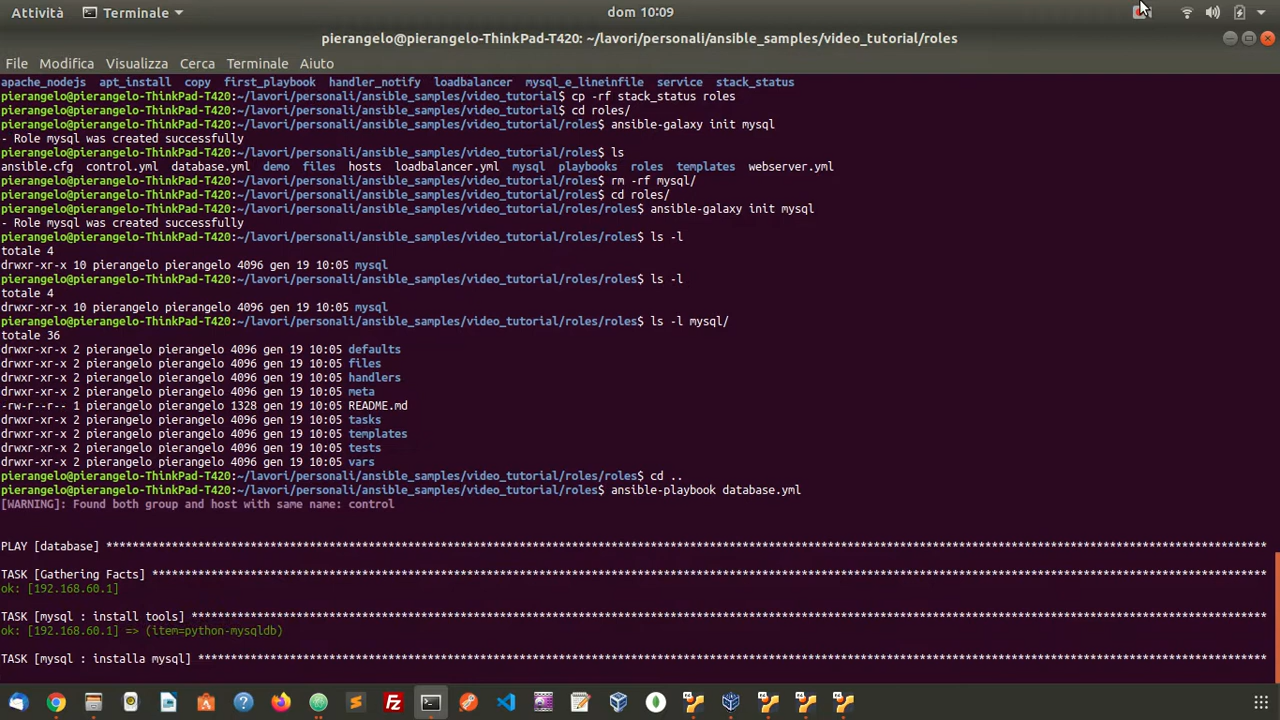 Attività Terminale dom 10:09
pierangelo@pierangelo-ThinkPad-T420: ~/lavori/personali/ansible_samples/video_tutorial/roles
File Modifica Visualizza Cerca Terminale Aiuto
apache_nodejs apt_install copy first_playbook handler_notify loadbalancer mysql_e_lineinfile service stack_status
pierangelo@pierangelo-ThinkPad-T420:~/lavori/personali/ansible_samples/video_tutorial$ cp -rf stack_status roles
pierangelo@pierangelo-ThinkPad-T420:~/lavori/personali/ansible_samples/video_tutorial$ cd roles/
pierangelo@pierangelo-ThinkPad-T420:~/lavori/personali/ansible_samples/video_tutorial/roles$ ansible-galaxy init mysql
- Role mysql was created successfully
pierangelo@pierangelo-ThinkPad-T420:~/lavori/personali/ansible_samples/video_tutorial/roles$ ls
ansible.cfg control.yml database.yml demo files hosts loadbalancer.yml mysql playbooks roles templates webserver.yml
pierangelo@pierangelo-ThinkPad-T420:~/lavori/personali/ansible_samples/video_tutorial/roles$ rm -rf mysql/
pierangelo@pierangelo-ThinkPad-T420:~/lavori/personali/ansible_samples/video_tutorial/roles$ cd roles/
pierangelo@pierangelo-ThinkPad-T420:~/lavori/personali/ansible_samples/video_tutorial/roles/roles$ ansible-galaxy init mysql
- Role mysql was created successfully
pierangelo@pierangelo-ThinkPad-T420:~/lavori/personali/ansible_samples/video_tutorial/roles/roles$ ls -l
totale 4
drwxr-xr-x 10 pierangelo pierangelo 4096 gen 19 10:05 mysql
pierangelo@pierangelo-ThinkPad-T420:~/lavori/personali/ansible_samples/video_tutorial/roles/roles$ ls -l
totale 4
drwxr-xr-x 10 pierangelo pierangelo 4096 gen 19 10:05 mysql
pierangelo@pierangelo-ThinkPad-T420:~/lavori/personali/ansible_samples/video_tutorial/roles/roles$ ls -l mysql/
totale 36
drwxr-xr-x 2 pierangelo pierangelo 4096 gen 19 10:05 defaults
drwxr-xr-x 2 pierangelo pierangelo 4096 gen 19 10:05 files
drwxr-xr-x 2 pierangelo pierangelo 4096 gen 19 10:05 handlers
drwxr-xr-x 2 pierangelo pierangelo 4096 gen 19 10:05 meta
-rw-r--r-- 1 pierangelo pierangelo 1328 gen 19 10:05 README.md
drwxr-xr-x 2 pierangelo pierangelo 4096 gen 19 10:05 tasks
drwxr-xr-x 2 pierangelo pierangelo 4096 gen 19 10:05 templates
drwxr-xr-x 2 pierangelo pierangelo 4096 gen 19 10:05 tests
drwxr-xr-x 2 pierangelo pierangelo 4096 gen 19 10:05 vars
pierangelo@pierangelo-ThinkPad-T420:~/lavori/personali/ansible_samples/video_tutorial/roles/roles$ cd ..
pierangelo@pierangelo-ThinkPad-T420:~/lavori/personali/ansible_samples/video_tutorial/roles$ ansible-playbook database.yml
[WARNING]: Found both group and host with same name: control
PLAY [database] *********************************************************************************************************************************************************************************
TASK [Gathering Facts] **************************************************************************************************************************************************************************
ok: [192.168.60.1]
TASK [mysql : install tools] ********************************************************************************************************************************************************************
ok: [192.168.60.1] => (item=python-mysqldb)
TASK [mysql : installa mysql] *******************************************************************************************************************************************************************